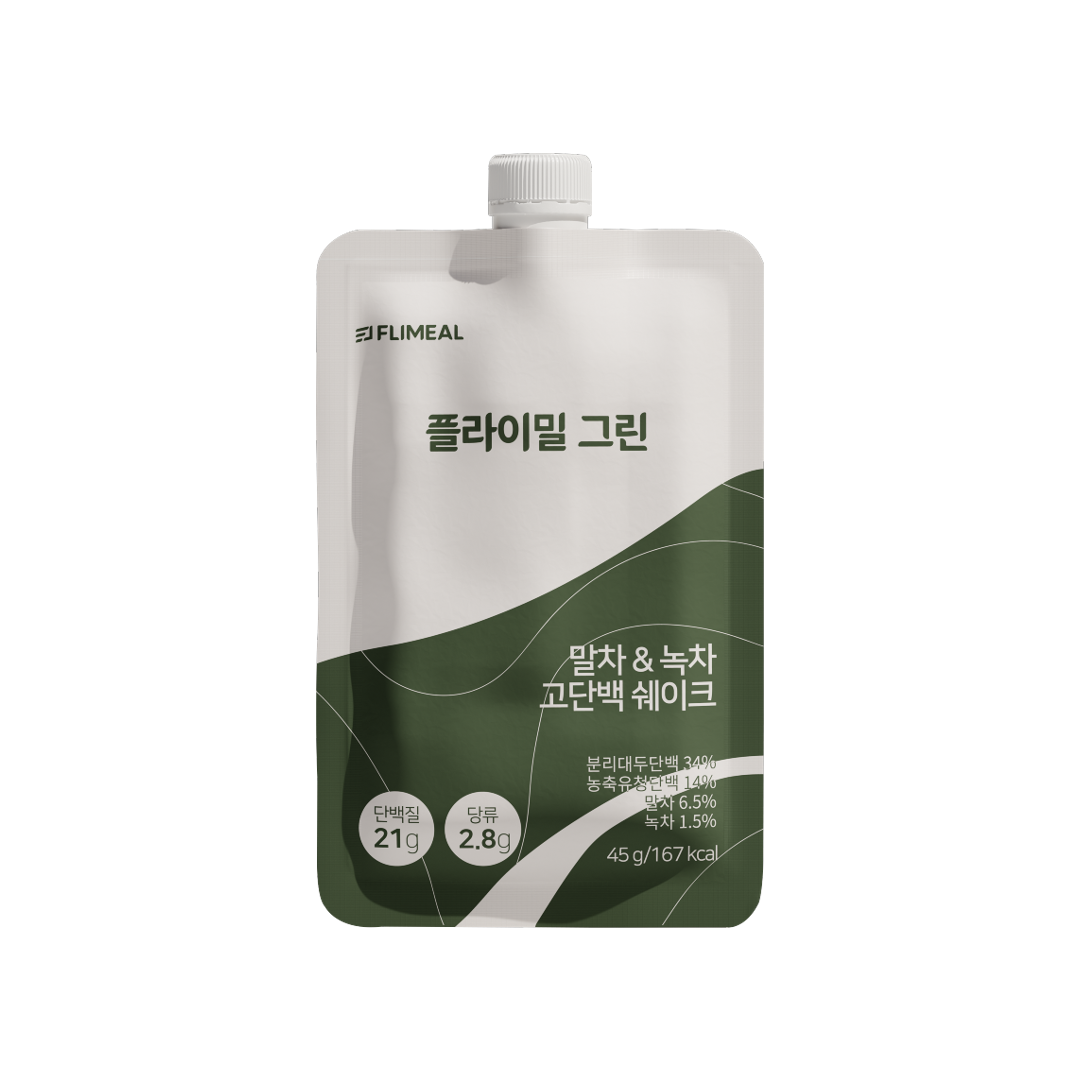 FLIMEAL
플라이밀 그린
말차 & 녹차
고단백 쉐이크
분리대두단백 34%
농축유청단백 14%
말차 6.5%
녹차 1.5%
단백질
21g
당류
2.8g
45 g/167 kcal